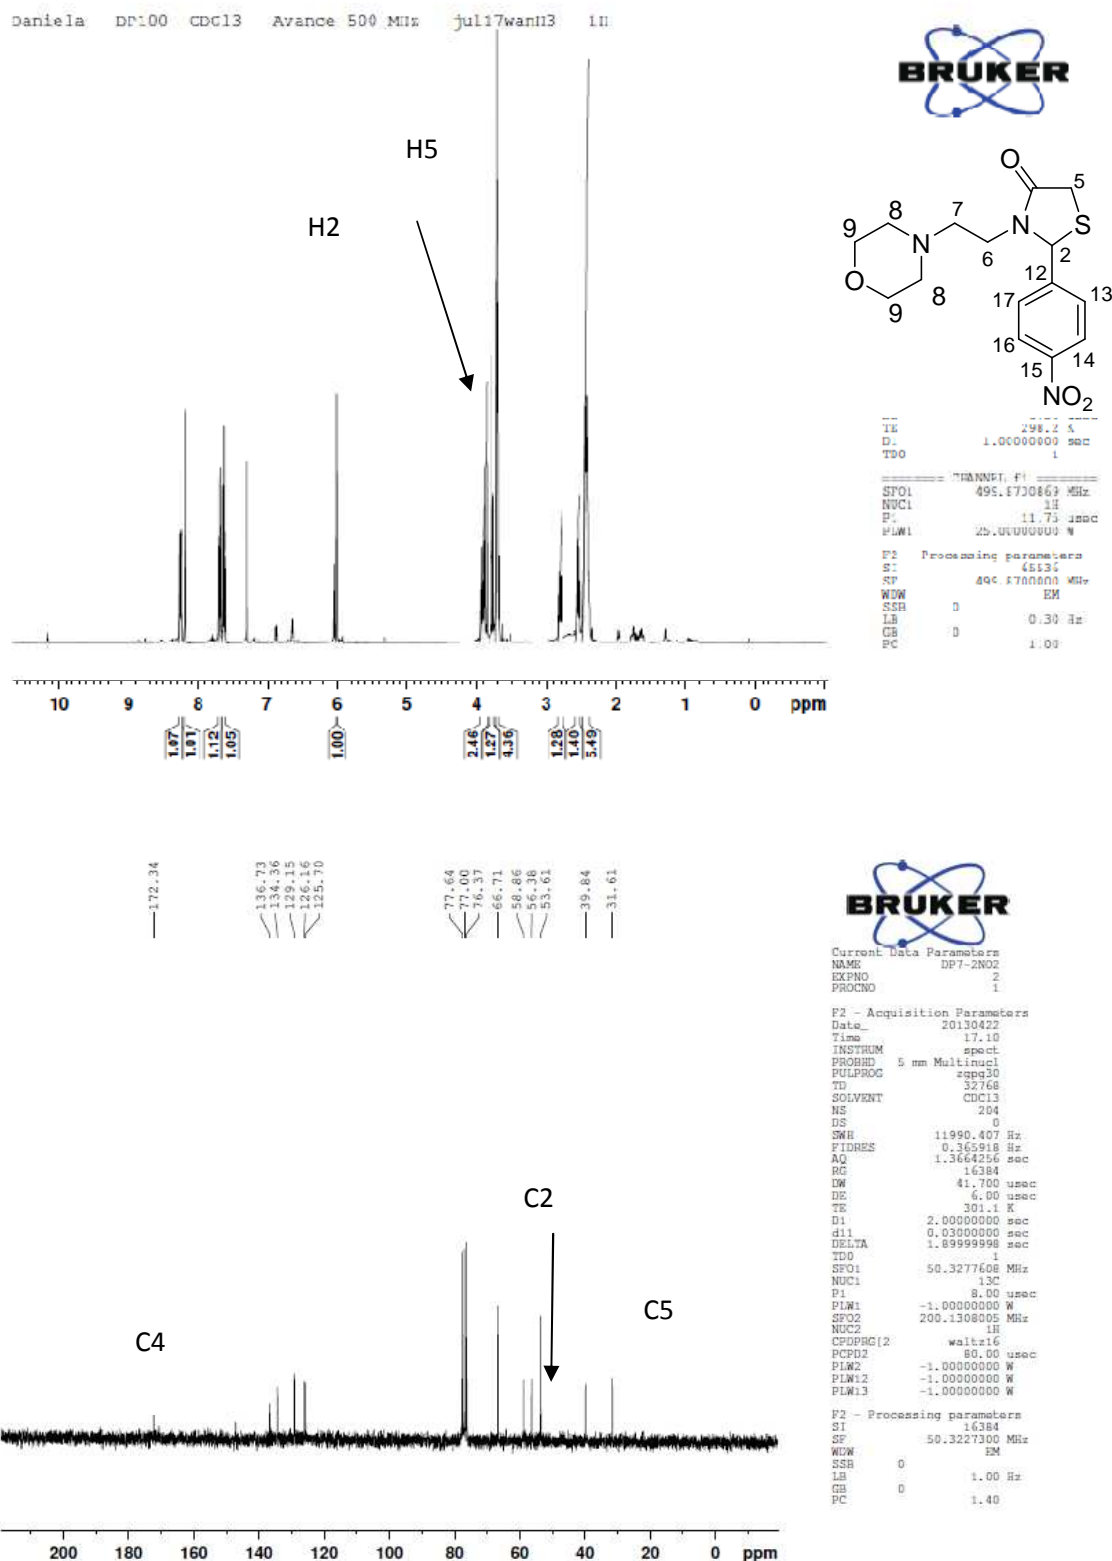 Daniela DP100 CDCl3 Avance 500 MHz jul17wanH3 1H
BRUKER
H5
H2
O
5
S
N
2
7
6
8
9
N
O
8
9
12
17
13
16
14
15
NO2
TE 298.2 K
D1 1.00000000 sec
TD0 1
======== CHANNEL f1 ========
SFO1 499.8730869 MHz
NUC1 1H
P1 11.75 usec
PLW1 25.00000000 W
F2 Processing parameters
SI 65536
SF 499.8700000 MHz
WDW EM
SSB 0
LB 0.30 Hz
GB 0
PC 1.00
10 9 8 7 6 5 4 3 2 1 0 ppm
1.07 1.01 1.12 1.05 1.00 2.46 1.27 4.36 1.28 1.40 5.49
172.34 136.73 134.36 129.15 126.16 125.70 77.64 77.00 76.37 66.71 58.86 56.38 53.61 39.84 31.61
BRUKER
Current Data Parameters
NAME DP7-2NO2
EXPNO 2
PROCNO 1
F2 - Acquisition Parameters
Date_ 20130422
Time 17.10
INSTRUM spect
PROBHD 5 mm Multinucl
PULPROG zgpg30
TD 32768
SOLVENT CDCl3
NS 204
DS 0
SWH 11990.407 Hz
FIDRES 0.365918 Hz
AQ 1.3664256 sec
RG 16384
DW 41.700 usec
DE 6.00 usec
TE 301.1 K
D1 2.00000000 sec
d11 0.03000000 sec
DELTA 1.89999998 sec
TD0 1
SFO1 50.3277608 MHz
NUC1 13C
P1 8.00 usec
PLW1 -1.00000000 W
SFO2 200.1308005 MHz
NUC2 1H
CPDPRG[2 waltz16
PCPD2 80.00 usec
PLW2 -1.00000000 W
PLW12 -1.00000000 W
PLW13 -1.00000000 W
F2 - Processing parameters
SI 16384
SF 50.3227300 MHz
WDW EM
SSB 0
LB 1.00 Hz
GB 0
PC 1.40
C2
C5
C4
200 180 160 140 120 100 80 60 40 20 0 ppm